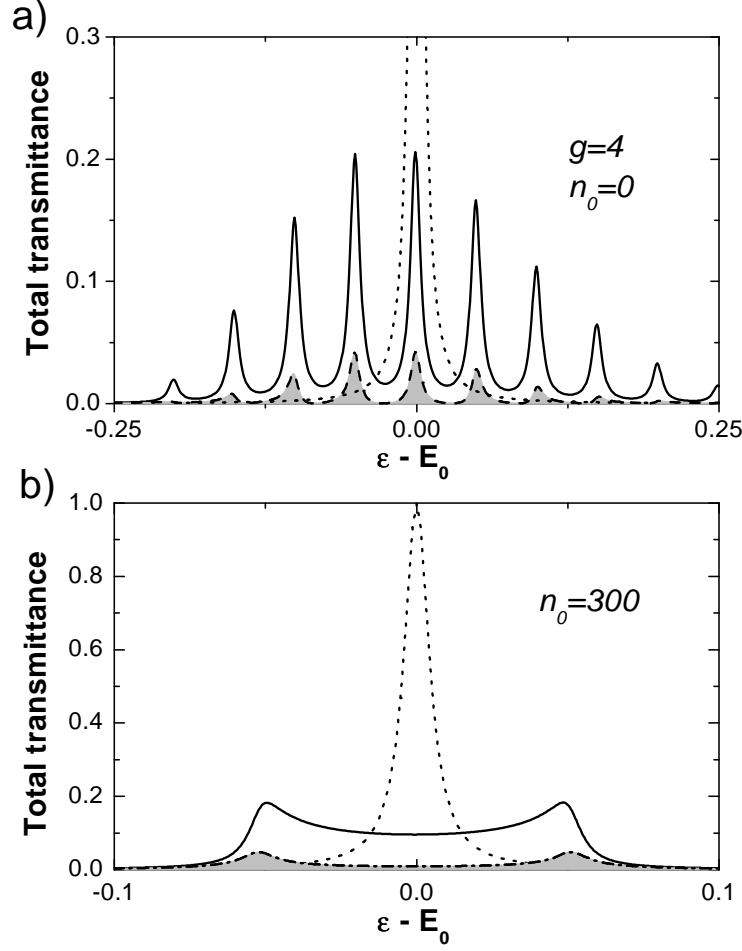 a)
0.3
0.2
0.1
0.0
Total transmittance
g=4
n₀=0
-0.25
0.00
0.25
ε - E₀
b)
1.0
0.8
0.6
0.4
0.2
0.0
Total transmittance
n₀=300
-0.1
0.0
0.1
ε - E₀